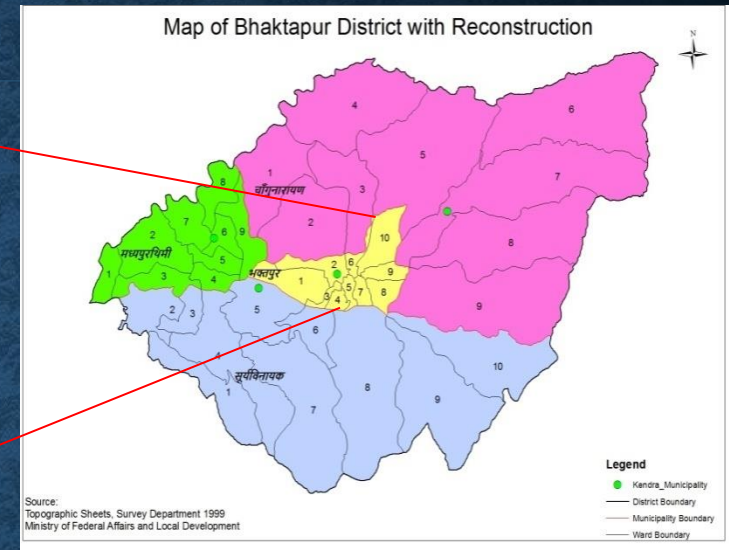 Map of Bhaktapur District with Reconstruction
N
4
6
5
1
3
7
8
चाँगुनारायण
7
2
2
6
9
10
8
मध्यपुरथिमी
5
2
6
1
3
4
भक्तपुर
1
9
5
3
4
7
8
9
2
3
5
6
4
10
सूर्यविनायक
1
8
7
9
Legend
Kendra_Municipality
District Boundary
Municipality Boundary
Ward Boundary
Source:
Topographic Sheets, Survey Department 1999
Ministry of Federal Affairs and Local Development